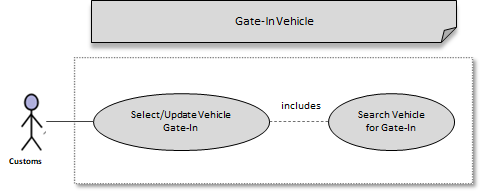 Gate-In Vehicle
Select/Update Vehicle
Gate-In
includes
Search Vehicle
for Gate-In
Customs